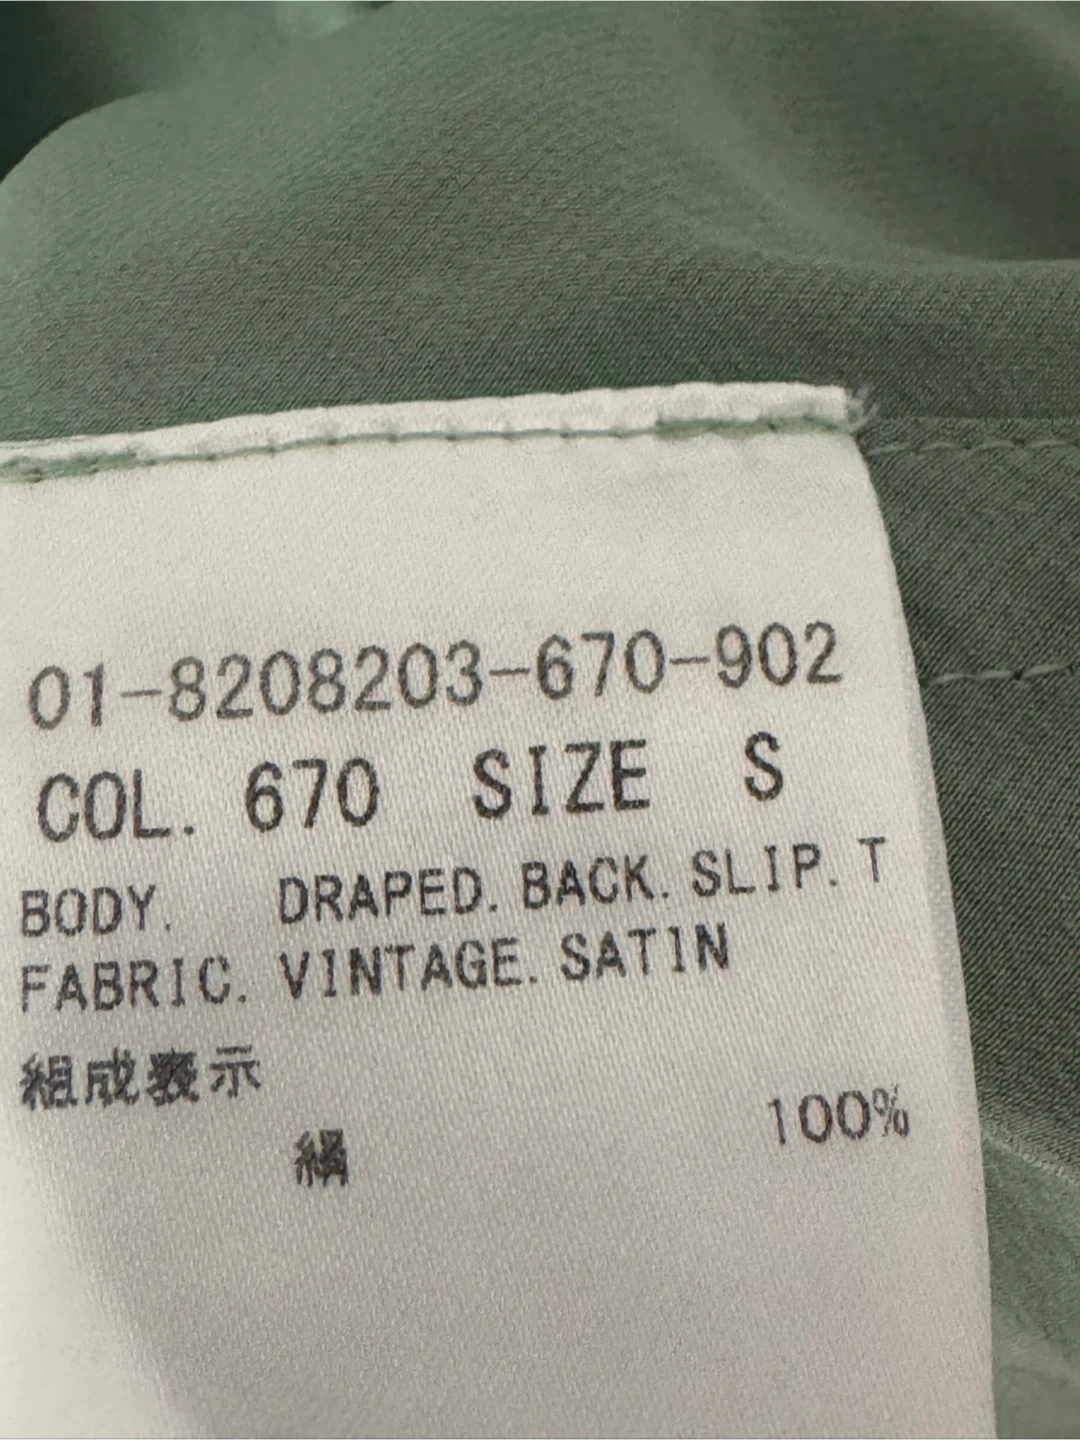 01-8208203-670-902
COL. 670 SIZE S
BODY. DRAPED. BACK. SLIP. T
FABRIC. VINTAGE. SATIN
組成表示
絹 100%